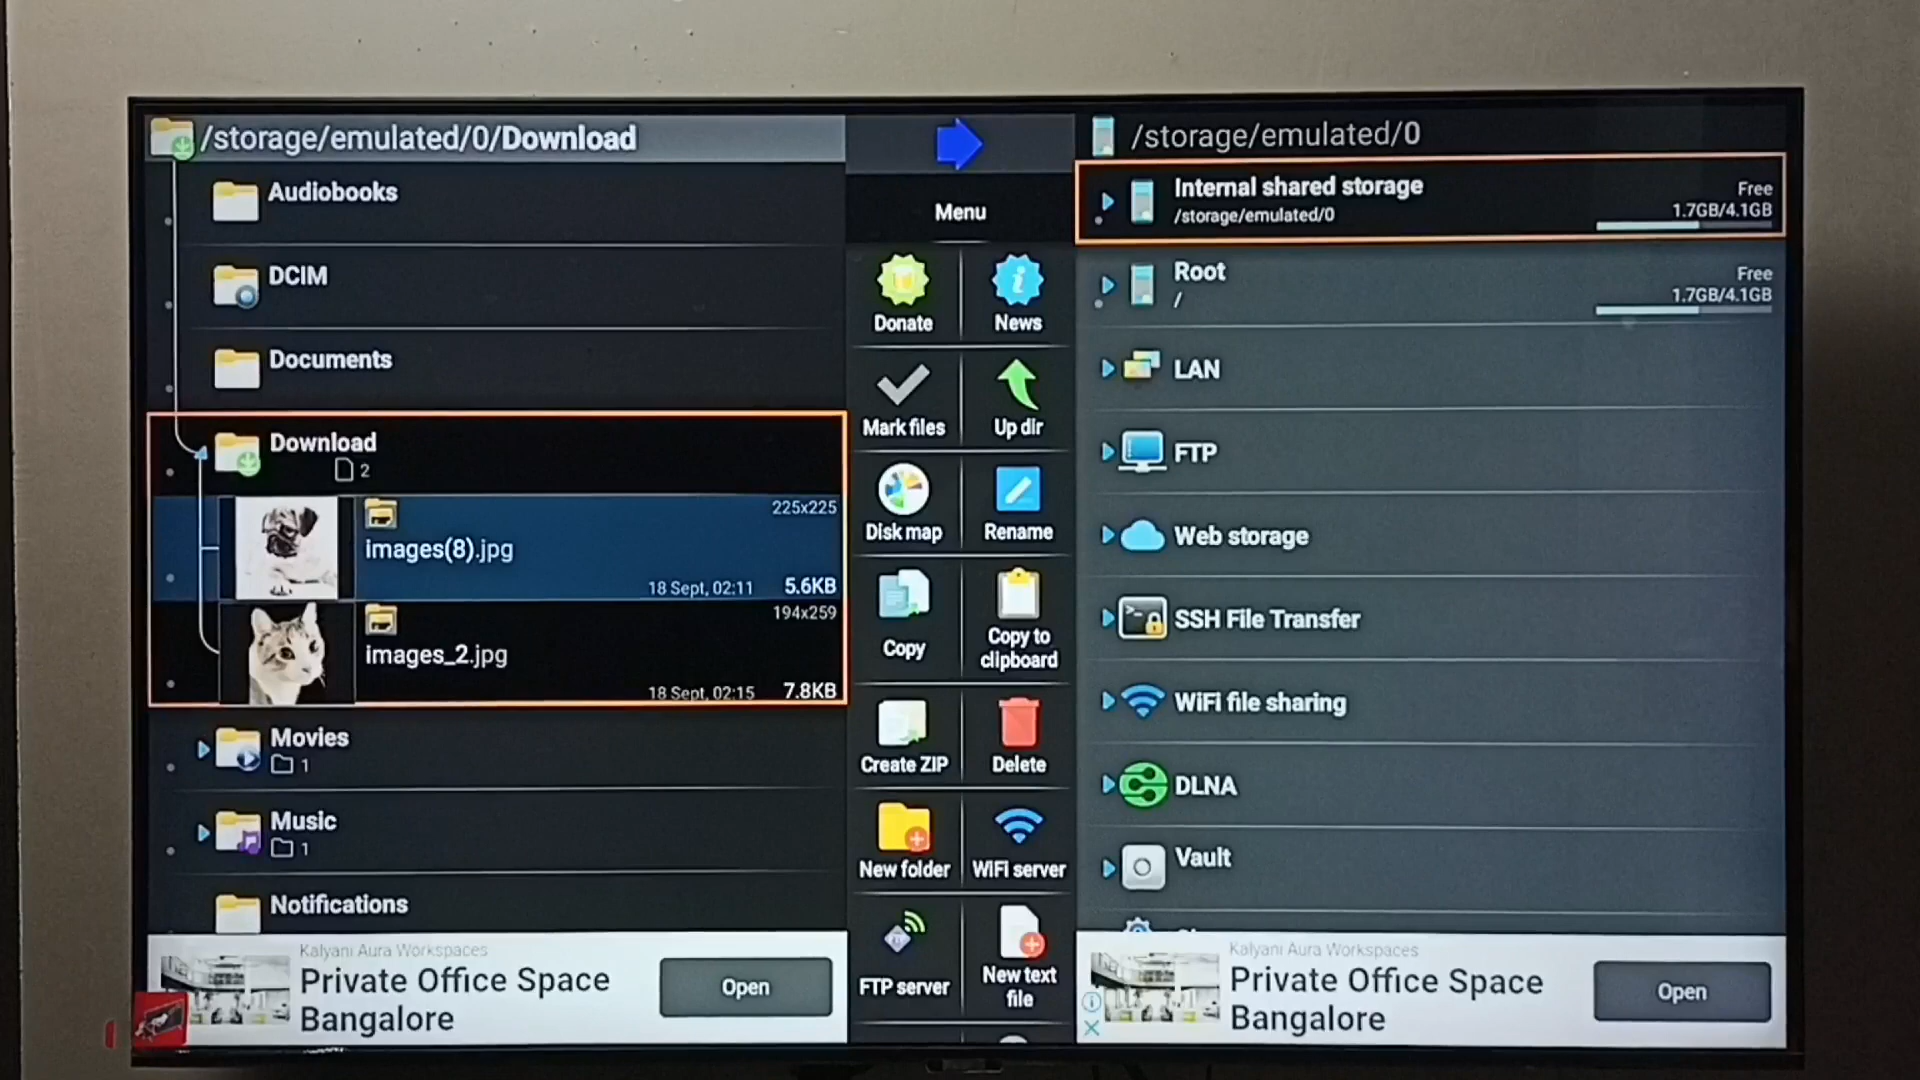 /storage/emulated/0/Download
Audiobooks
DCIM
Documents
Download
2
225x225
images(8).jpg
18 Sept, 02:11 5.6KB
194x259
images_2.jpg
18 Sept, 02:15 7.8KB
Movies
1
Music
1
Notifications
Kalyani Aura Workspaces
Private Office Space
Bangalore
Open
Menu
Donate
News
Mark files
Up dir
Disk map
Rename
Copy
Copy to
clipboard
Create ZIP
Delete
New folder
WiFi server
FTP server
New text
file
/storage/emulated/0
Internal shared storage
/storage/emulated/0
Free
1.7GB/4.1GB
Root
/
Free
1.7GB/4.1GB
LAN
FTP
Web storage
SSH File Transfer
WiFi file sharing
DLNA
Vault
Kalyani Aura Workspaces
Private Office Space
Bangalore
Open